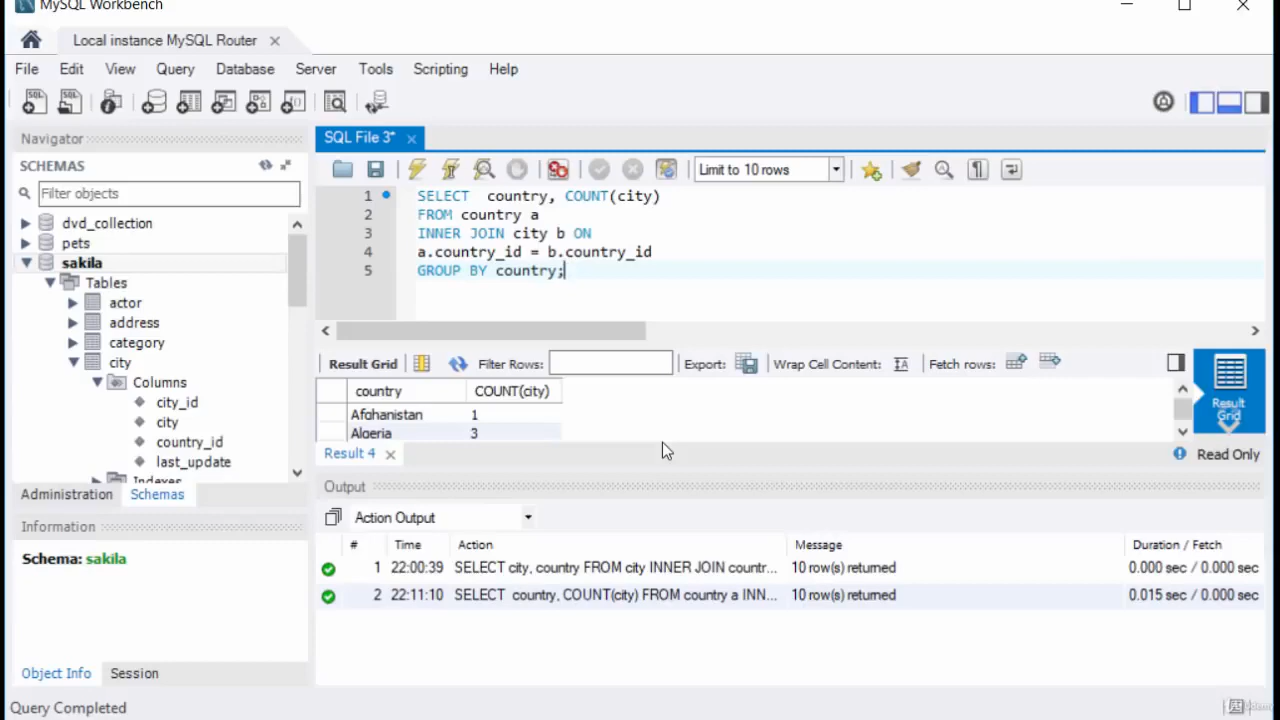 MySQL Workbench
Local instance MySQL Router
File Edit View Query Database Server Tools Scripting Help
Navigator
SQL File 3*
SCHEMAS
Limit to 10 rows
Filter objects
1 SELECT country, COUNT(city)
2 FROM country a
3 INNER JOIN city b ON
4 a.country_id = b.country_id
5 GROUP BY country;
dvd_collection
pets
sakila
Tables
actor
address
category
city
Columns
city_id
city
country_id
last_update
Indexes
Result Grid Filter Rows: Export: Wrap Cell Content: Fetch rows:
country COUNT(city)
Afghanistan 1
Algeria 3
Result Grid
Result 4
Read Only
Administration Schemas
Output
Information
Action Output
Schema: sakila
# Time Action Message Duration / Fetch
1 22:00:39 SELECT city, country FROM city INNER JOIN countr... 10 row(s) returned 0.000 sec / 0.000 sec
2 22:11:10 SELECT country, COUNT(city) FROM country a INN... 10 row(s) returned 0.015 sec / 0.000 sec
Object Info Session
Query Completed